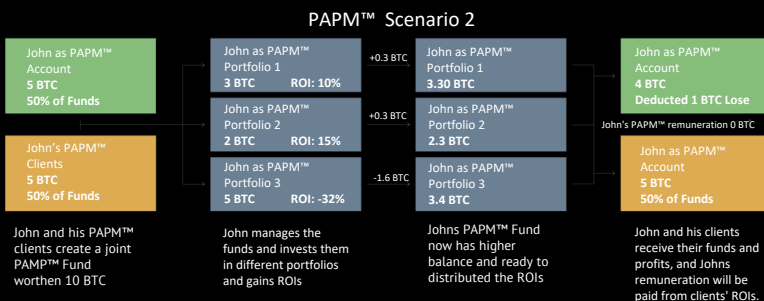 PAPM™ Scenario 2
John as PAPM™
Account
5 BTC
50% of Funds
John's PAPM™
Clients
5 BTC
50% of Funds
John and his PAPM™
clients create a joint
PAMP™ Fund
worthen 10 BTC
John as PAPM™
Portfolio 1
3 BTC ROI: 10%
John as PAPM™
Portfolio 2
2 BTC ROI: 15%
John as PAPM™
Portfolio 3
5 BTC ROI: -32%
John manages the
funds and invests them
in different portfolios
and gains ROIs
+0.3 BTC
+0.3 BTC
-1.6 BTC
John as PAPM™
Portfolio 1
3.30 BTC
John as PAPM™
Portfolio 2
2.3 BTC
John as PAPM™
Portfolio 3
3.4 BTC
Johns PAPM™ Fund
now has higher
balance and ready to
distributed the ROIs
John as PAPM™
Account
4 BTC
Deducted 1 BTC Lose
John's PAPM™ remuneration 0 BTC
John as PAPM™
Account
5 BTC
50% of Funds
John and his clients
receive their funds and
profits, and Johns
remuneration will be
paid from clients' ROIs.